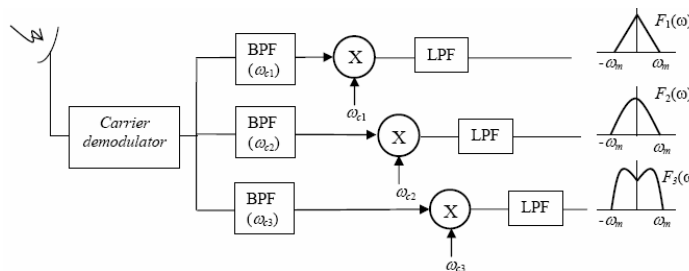 BPF
(ωc1)
X
LPF
ωc1
F1(ω)
-ωm ωm
Carrier
demodulator
BPF
(ωc2)
X
LPF
ωc2
F2(ω)
-ωm ωm
BPF
(ωc3)
X
LPF
ωc3
F3(ω
-ωm ωm